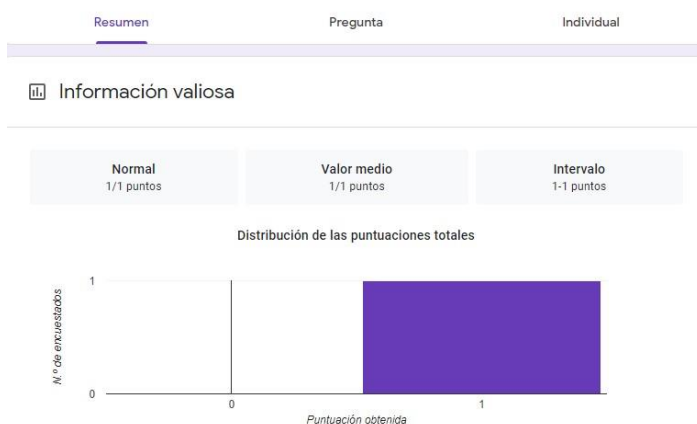 Resumen Pregunta Individual
Información valiosa
Normal Valor medio Intervalo
1/1 puntos 1/1 puntos 1-1 puntos
Distribución de las puntuaciones totales
1
N.º de encuestados
0
0 1
Puntuación obtenida